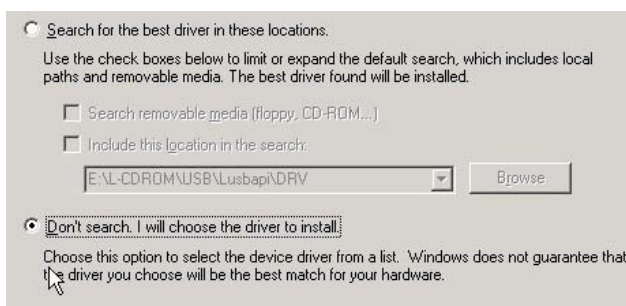 Search for the best driver in these locations.
Use the check boxes below to limit or expand the default search, which includes local
paths and removable media. The best driver found will be installed.
Search removable media (floppy, CD-ROM...)
Include this location in the search:
E:\L-CDROM\USB\Lusbapi\DRV
Browse
Don't search. I will choose the driver to install.
Choose this option to select the device driver from a list. Windows does not guarantee that
the driver you choose will be the best match for your hardware.